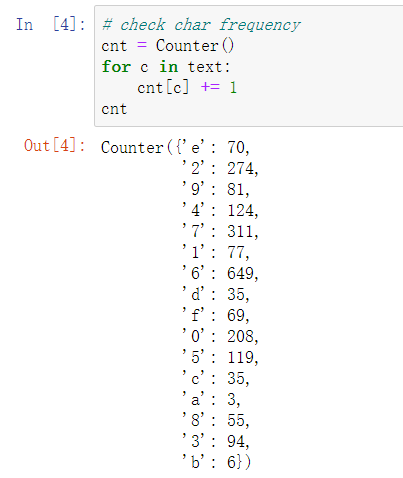 In [4]: # check char frequency
cnt = Counter()
for c in text:
    cnt[c] += 1
cnt
Out[4]: Counter({'e': 70,
'2': 274,
'9': 81,
'4': 124,
'7': 311,
'1': 77,
'6': 649,
'd': 35,
'f': 69,
'0': 208,
'5': 119,
'c': 35,
'a': 3,
'8': 55,
'3': 94,
'b': 6})